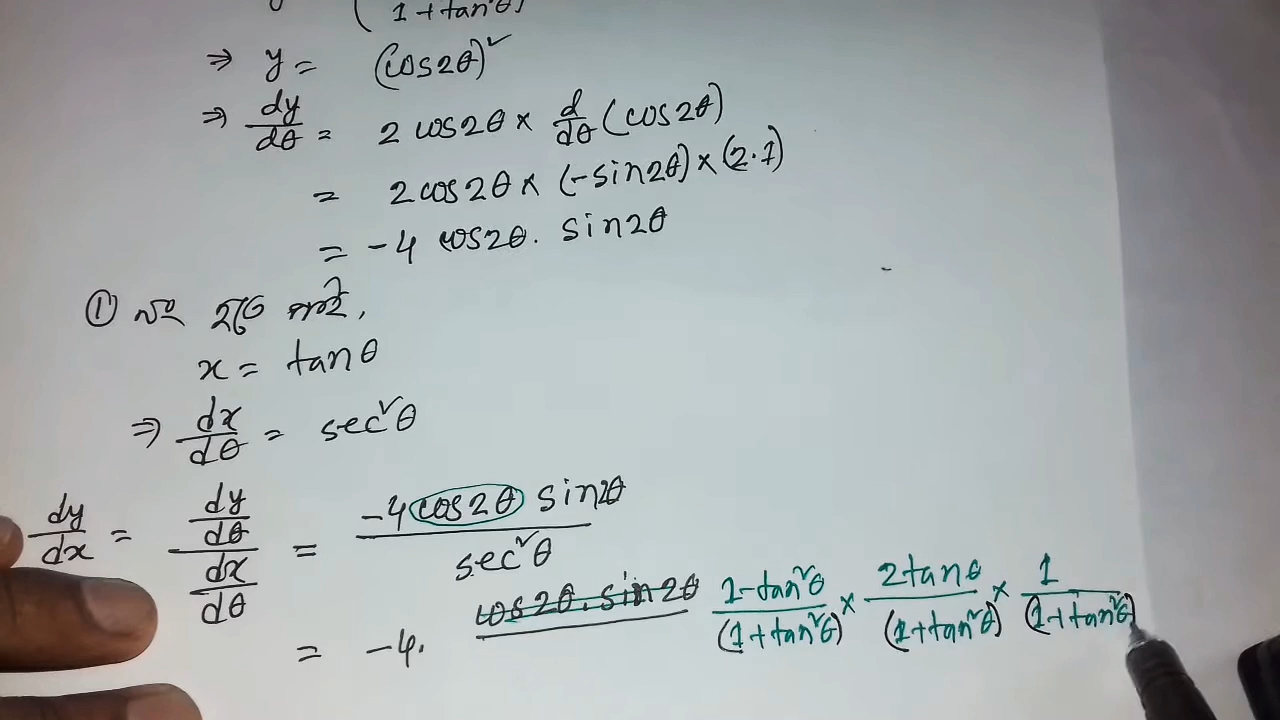 1 + tan²θ)
⇒ y = (cos2θ)²
⇒ dy/dθ = 2 cos2θ × d/dθ (cos2θ)
= 2cos2θ × (-sin2θ) × (2.1)
= -4 cos2θ. sin2θ
① নং হতে পাই,
x = tanθ
⇒ dx/dθ = sec²θ
dy/dx = (dy/dθ)/(dx/dθ) = -4 cos2θ sin2θ / sec²θ
= -4. cos2θ. sin2θ (1-tan²θ)/(1+tan²θ) × 2tanθ/(1+tan²θ) × 1/(1+tan²θ)